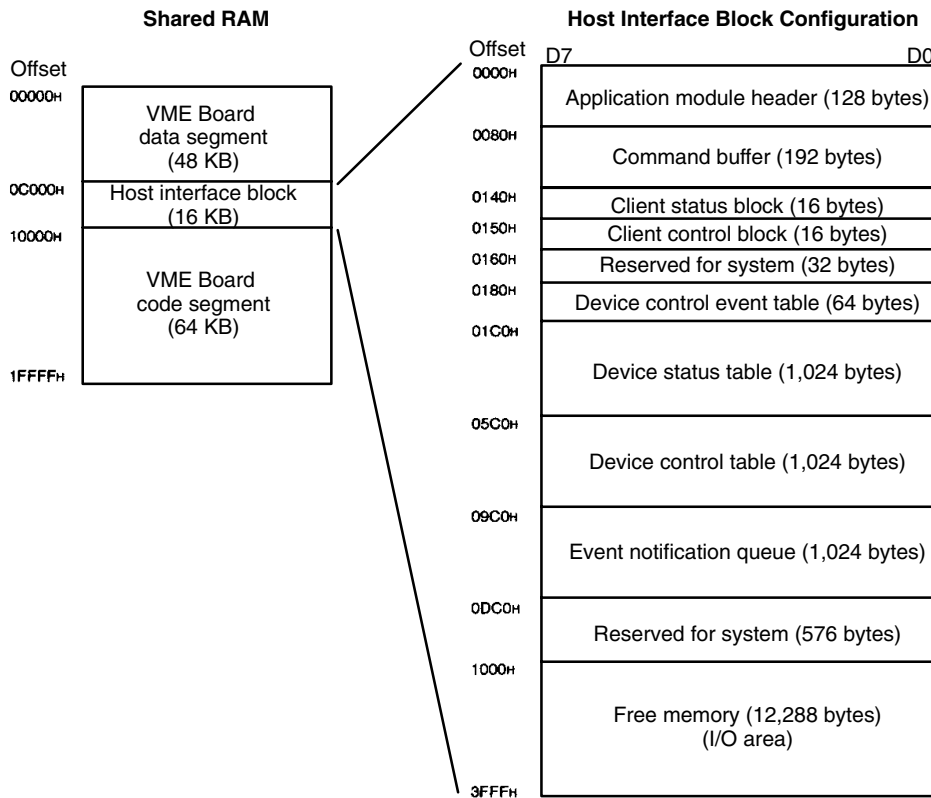 Shared RAM
Offset
00000H
VME Board
data segment
(48 KB)
0C000H
Host interface block
(16 KB)
10000H
VME Board
code segment
(64 KB)
1FFFFH
Host Interface Block Configuration
Offset
D7
D0
0000H
Application module header (128 bytes)
0080H
Command buffer (192 bytes)
0140H
Client status block (16 bytes)
0150H
Client control block (16 bytes)
0160H
Reserved for system (32 bytes)
0180H
Device control event table (64 bytes)
01C0H
Device status table (1,024 bytes)
05C0H
Device control table (1,024 bytes)
09C0H
Event notification queue (1,024 bytes)
0DC0H
Reserved for system (576 bytes)
1000H
Free memory (12,288 bytes)
(I/O area)
3FFFH